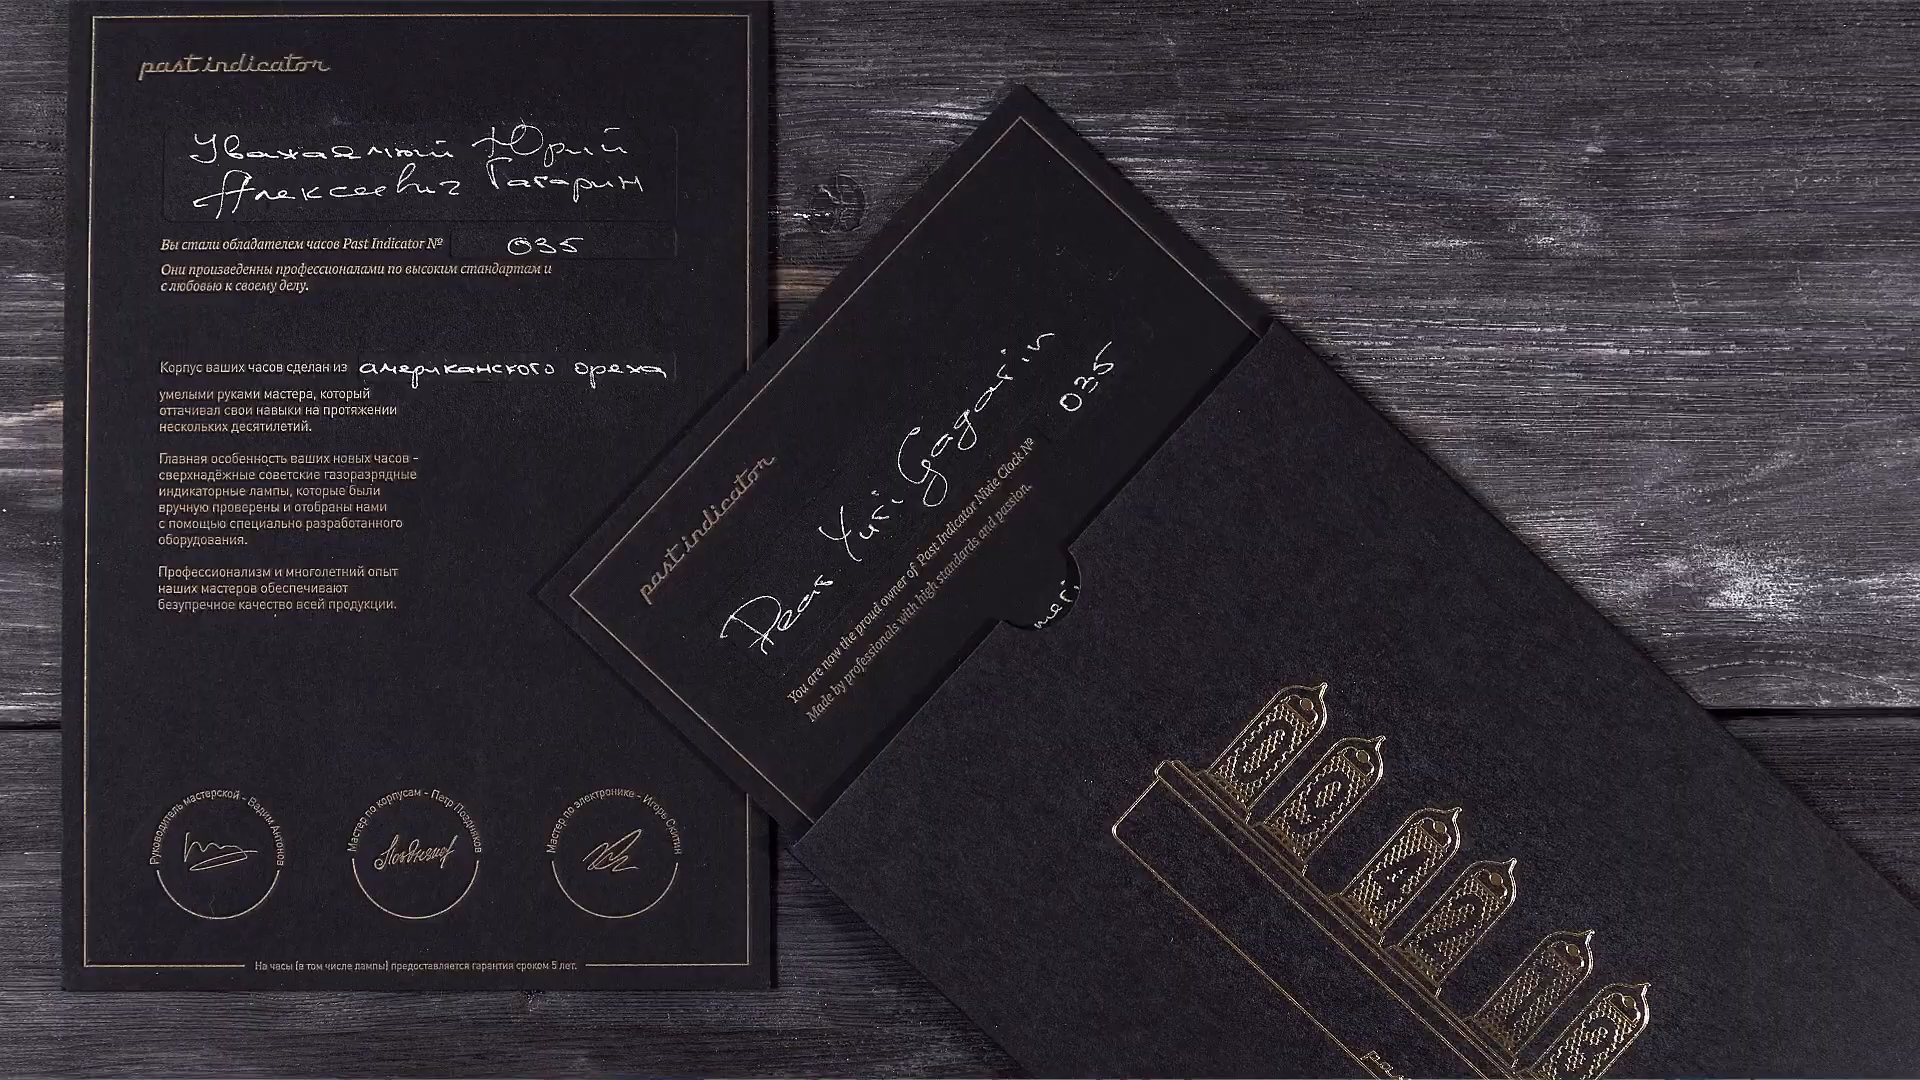 past indicator
Уважаемый Юрий
Алексеевич Гагарин
Вы стали обладателем часов Past Indicator № 035
Они произведенны профессионалами по высоким стандартам и
с любовью к своему делу.
Корпус ваших часов сделан из американского ореха
умелыми руками мастера, который
оттачивал свои навыки на протяжении
нескольких десятилетий.
Главная особенность ваших новых часов –
сверхнадёжные советские газоразрядные
индикаторные лампы, которые были
вручную проверены и отобраны нами
с помощью специально разработанного
оборудования.
Профессионализм и многолетний опыт
наших мастеров обеспечивают
безупречное качество всей продукции.
Руководитель мастерской – Вадим Антонов
Мастер по корпусам – Петр Поздняков
Мастер по электронике – Игорь Скитин
На часы (в том числе лампы) предоставляется гарантия сроком 5 лет.
past indicator
Dear Yuri Gagarin
You are now the proud owner of Past Indicator Nixie Clock № 035
Made by professionals with high standards and passion.